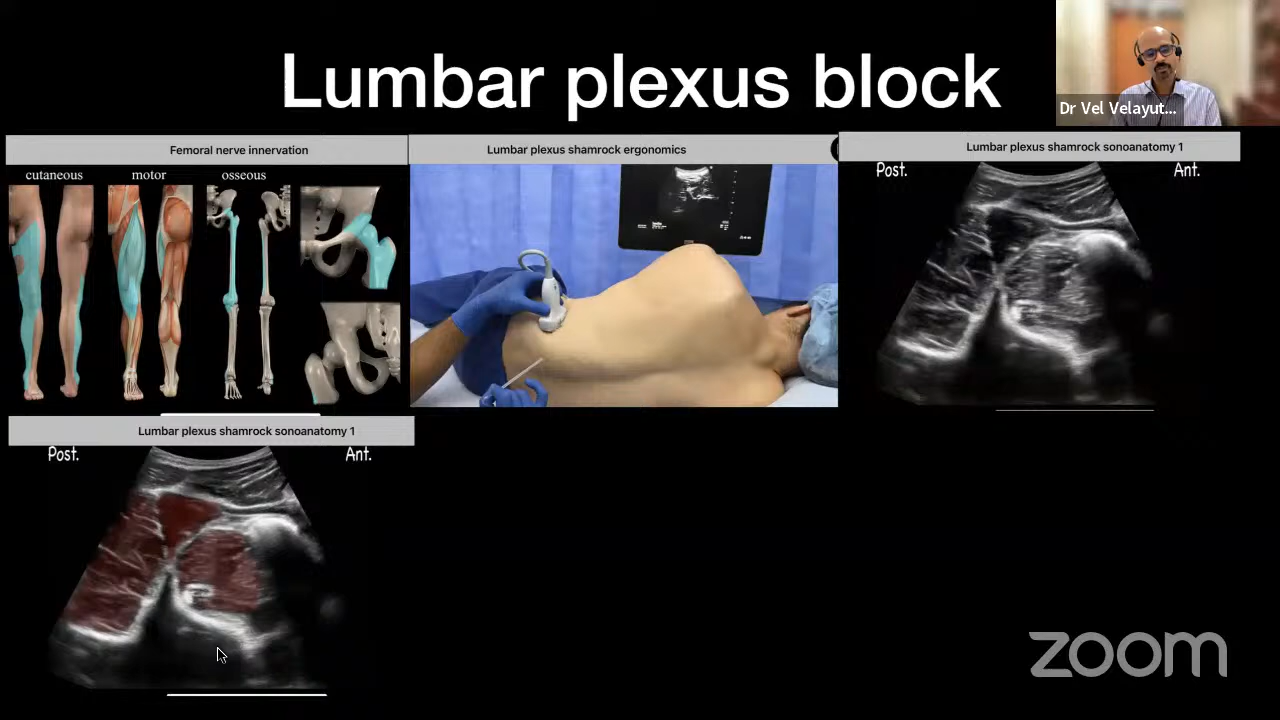 Lumbar plexus block
Dr Vel Velayut...
Femoral nerve innervation
cutaneous motor osseous
Lumbar plexus shamrock ergonomics
Lumbar plexus shamrock sonoanatomy 1
Post. Ant.
Lumbar plexus shamrock sonoanatomy 1
Post. Ant.
zoom